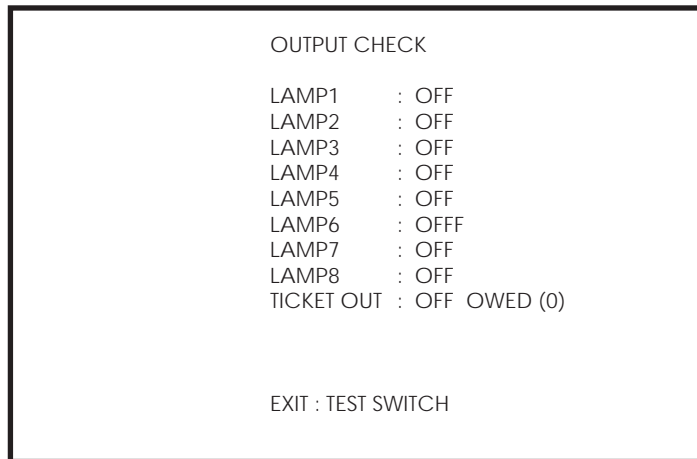 OUTPUT CHECK
LAMP1 : OFF
LAMP2 : OFF
LAMP3 : OFF
LAMP4 : OFF
LAMP5 : OFF
LAMP6 : OFFF
LAMP7 : OFF
LAMP8 : OFF
TICKET OUT : OFF OWED (0)
EXIT : TEST SWITCH